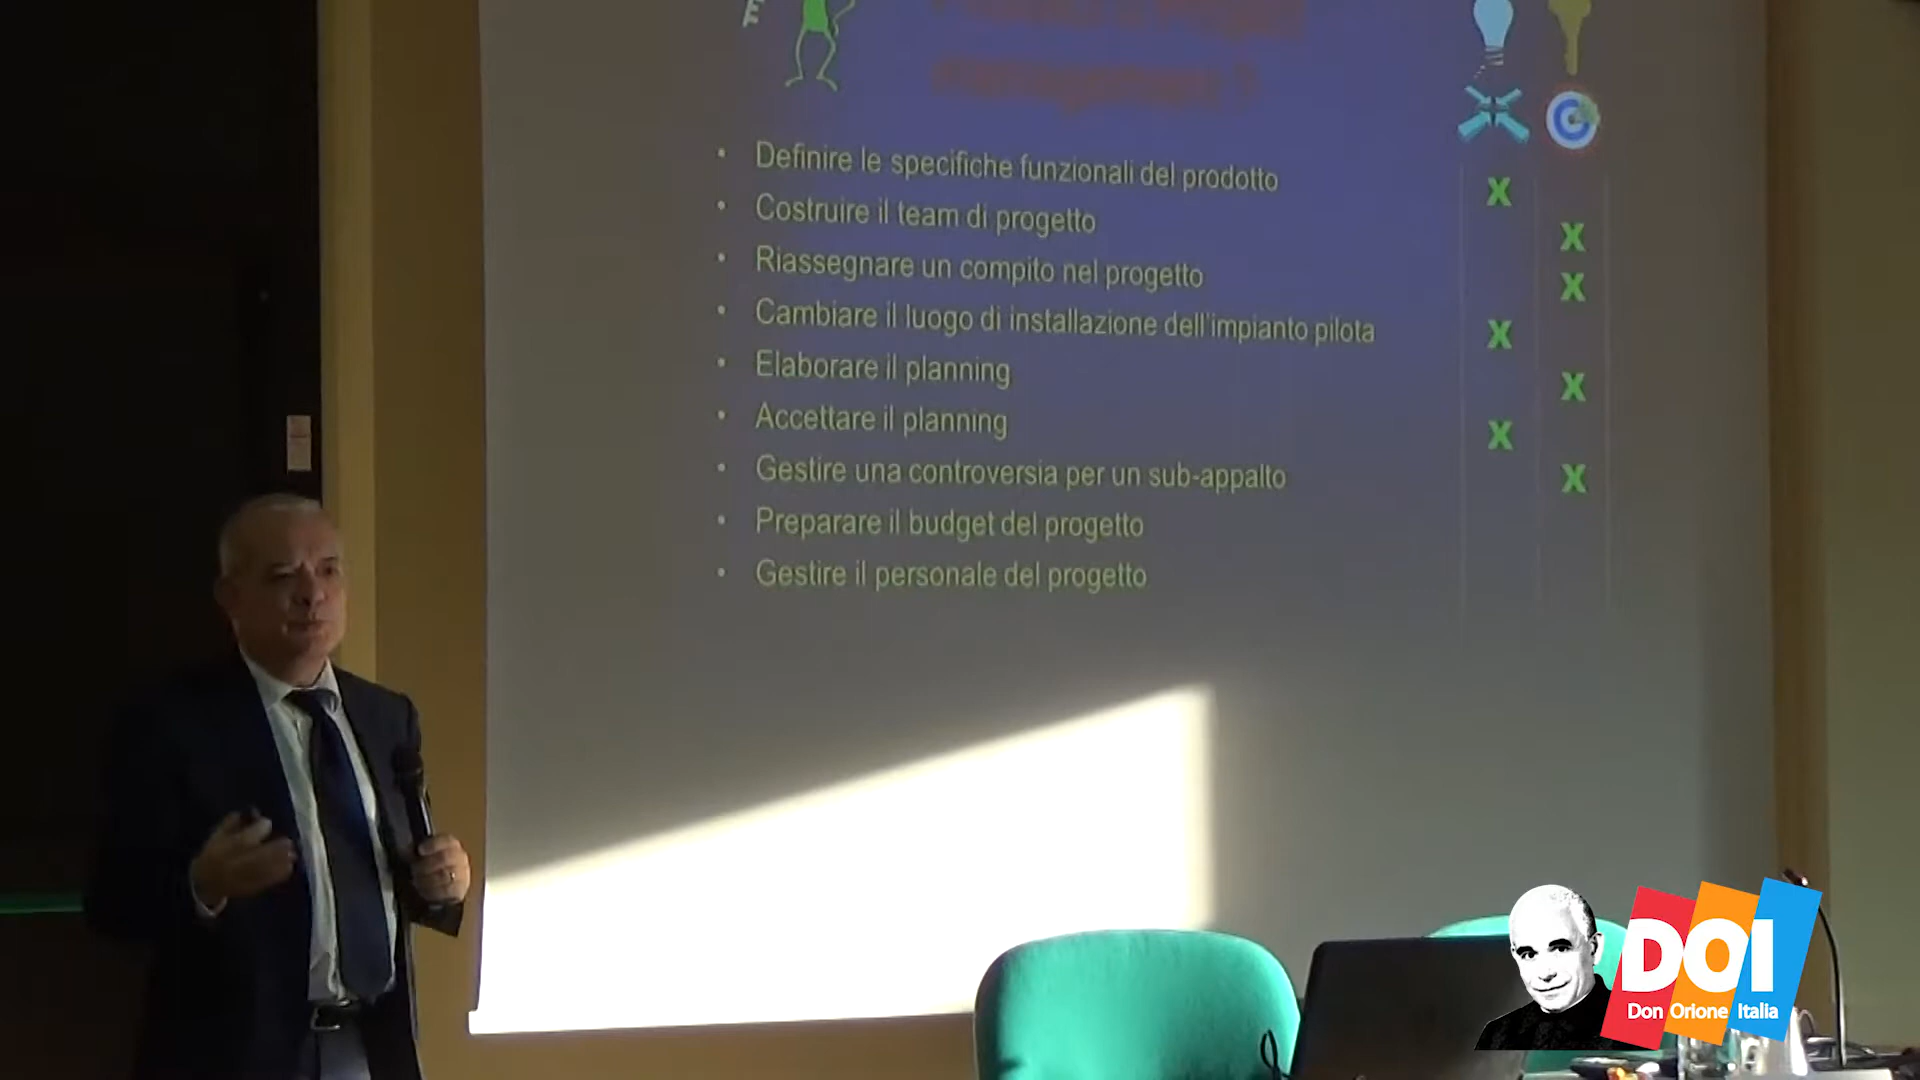 management ?
• Definire le specifiche funzionali del prodotto
X
• Costruire il team di progetto
X
• Riassegnare un compito nel progetto
X
• Cambiare il luogo di installazione dell'impianto pilota
X
• Elaborare il planning
X
• Accettare il planning
X
• Gestire una controversia per un sub-appalto
X
• Preparare il budget del progetto
• Gestire il personale del progetto
DOI
Don Orione Italia